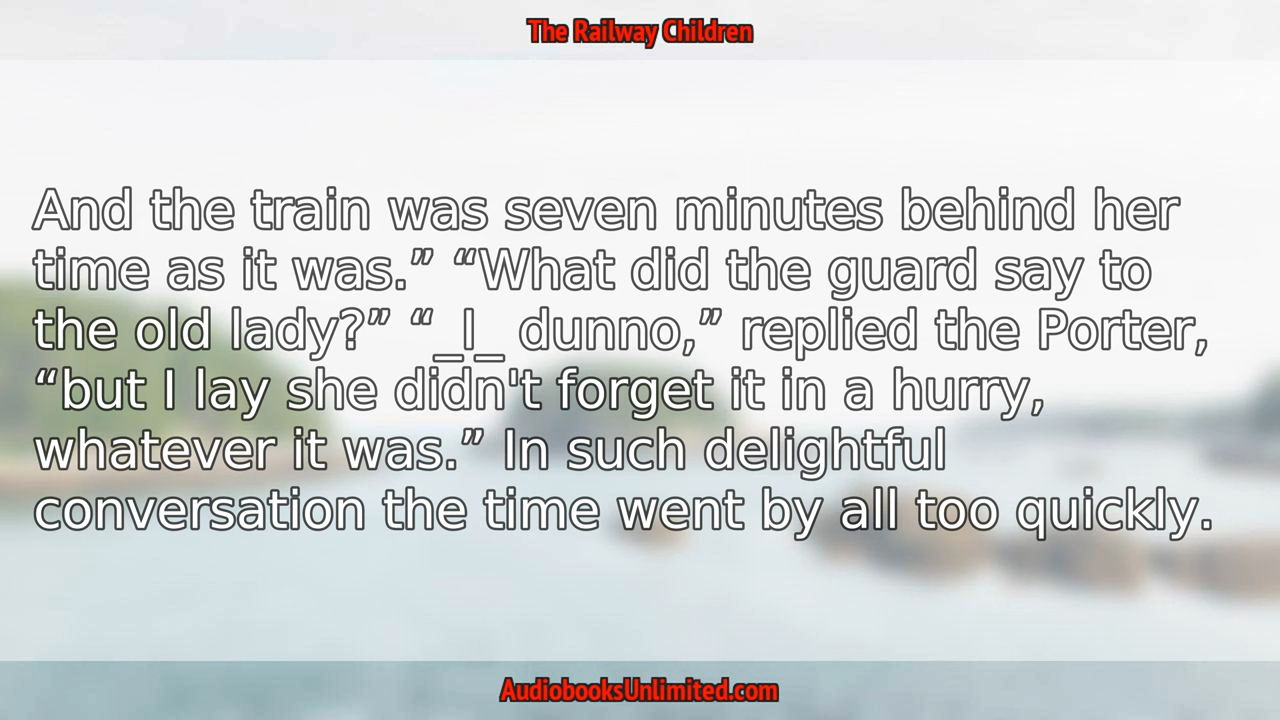 The Railway Children
And the train was seven minutes behind her
time as it was.” “What did the guard say to
the old lady?” “_I_ dunno,” replied the Porter,
“but I lay she didn't forget it in a hurry,
whatever it was.” In such delightful
conversation the time went by all too quickly.
AudiobooksUnlimited.com